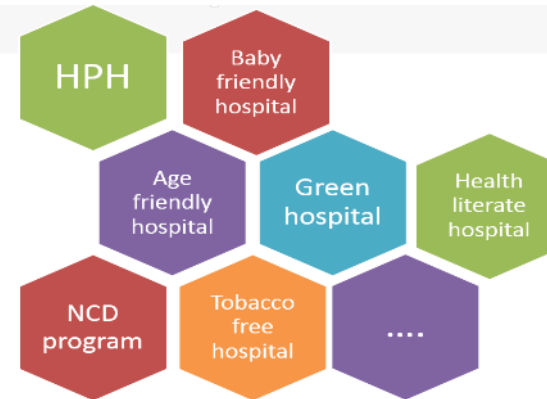 HPH
Baby
friendly
hospital
Age
friendly
hospital
Green
hospital
Health
literate
hospital
NCD
program
Tobacco
free
hospital
....